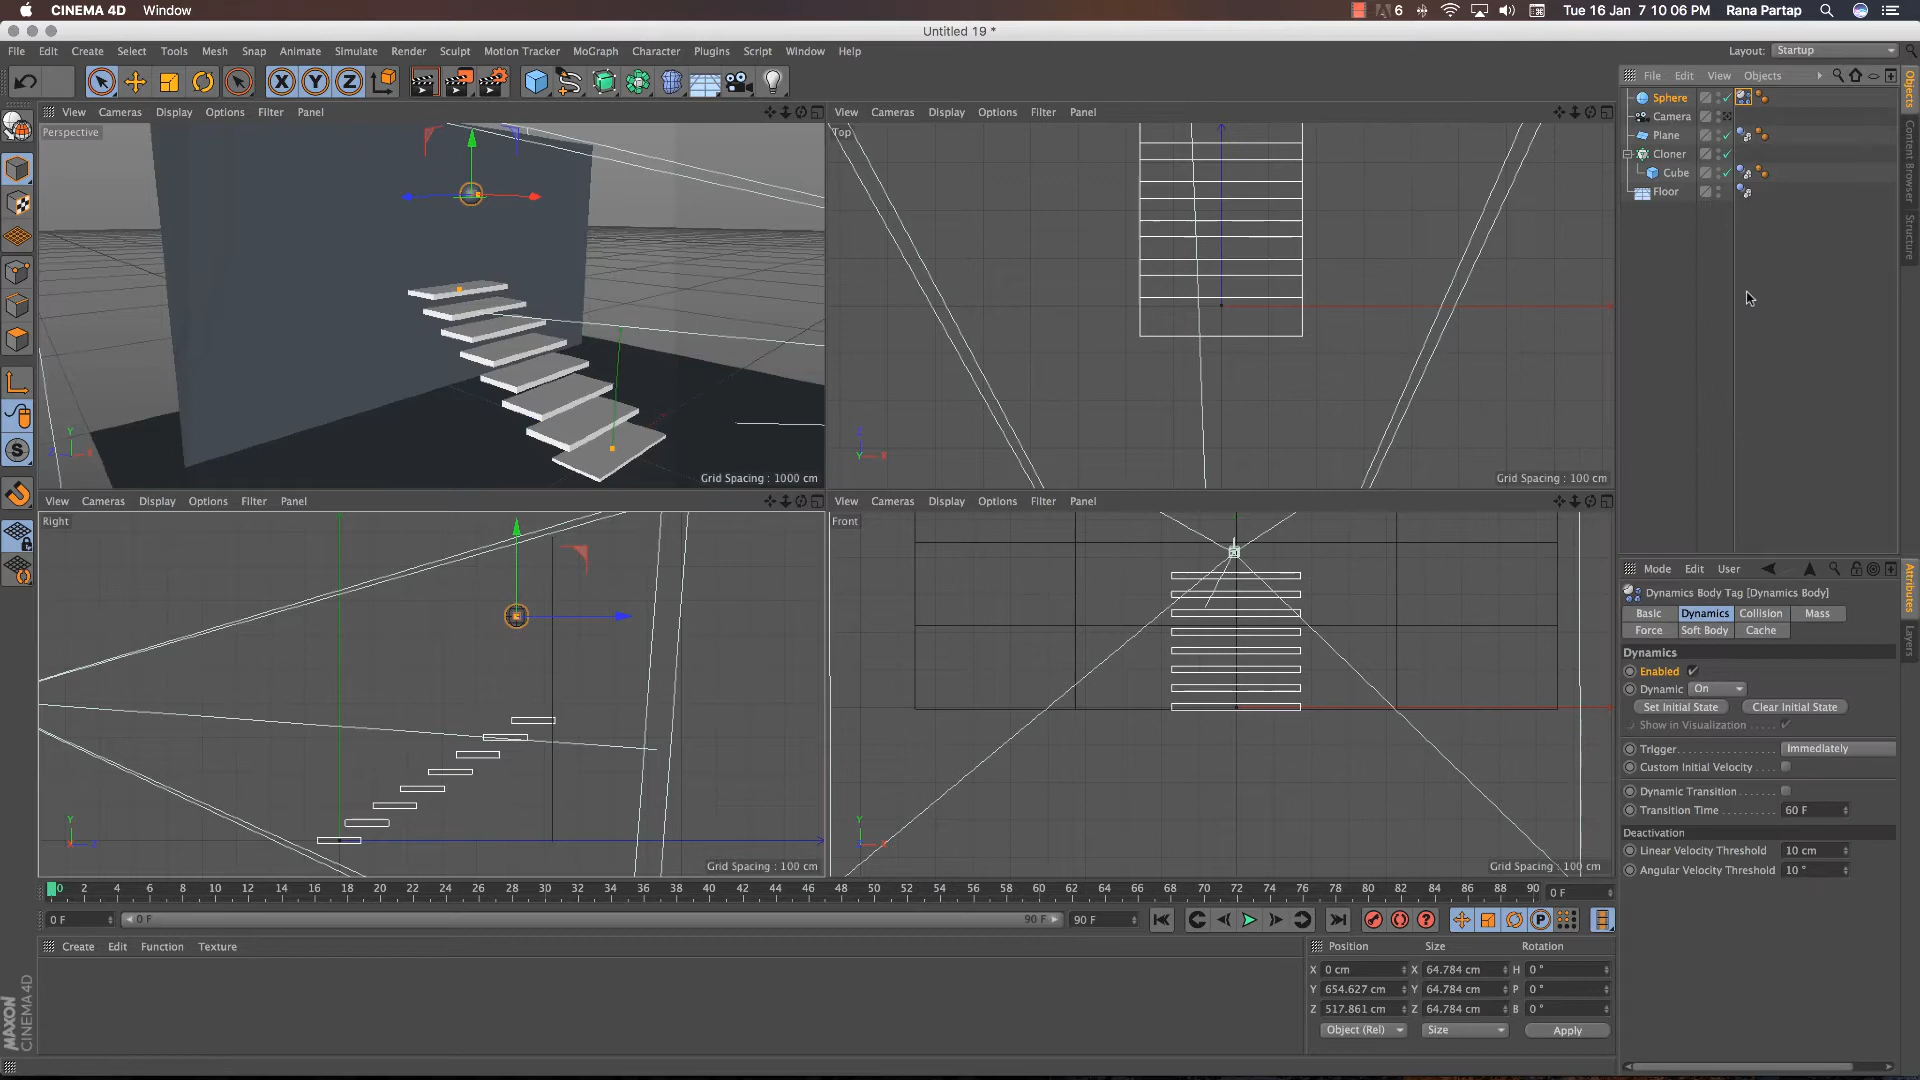 CINEMA 4D Window 6 Tue 16 Jan 7 10:06 PM Rana Partap
Untitled 19 *
File Edit Create Select Tools Mesh Snap Animate Simulate Render Sculpt Motion Tracker MoGraph Character Plugins Script Window Help Layout: Startup
X Y Z
File Edit View Objects
View Cameras Display Options Filter Panel
View Cameras Display Options Filter Panel
Perspective
Top
Sphere
Camera
Plane
Cloner
Cube
Floor
Objects
Content Browser
Structure
Y
X
Z
Y
X
Grid Spacing : 1000 cm
Grid Spacing : 100 cm
View Cameras Display Options Filter Panel
View Cameras Display Options Filter Panel
Right
Front
Y
Z
Y
X
Grid Spacing : 100 cm
Grid Spacing : 100 cm
Mode Edit User
Attributes
Layers
Dynamics Body Tag [Dynamics Body]
Basic Dynamics Collision Mass
Force Soft Body Cache
Dynamics
Enabled
Dynamic On
Set Initial State Clear Initial State
Show in Visualization
Trigger Immediately
Custom Initial Velocity
Dynamic Transition
Transition Time 60 F
Deactivation
Linear Velocity Threshold 10 cm
Angular Velocity Threshold 10 °
0 2 4 6 8 10 12 14 16 18 20 22 24 26 28 30 32 34 36 38 40 42 44 46 48 50 52 54 56 58 60 62 64 66 68 70 72 74 76 78 80 82 84 86 88 90 0 F
0 F 0 F 90 F 90 F
P
Create Edit Function Texture
Position Size Rotation
X 0 cm X 64.784 cm H 0 °
Y 654.627 cm Y 64.784 cm P 0 °
Z 517.861 cm Z 64.784 cm B 0 °
Object (Rel) Size Apply
MAXON
CINEMA 4D